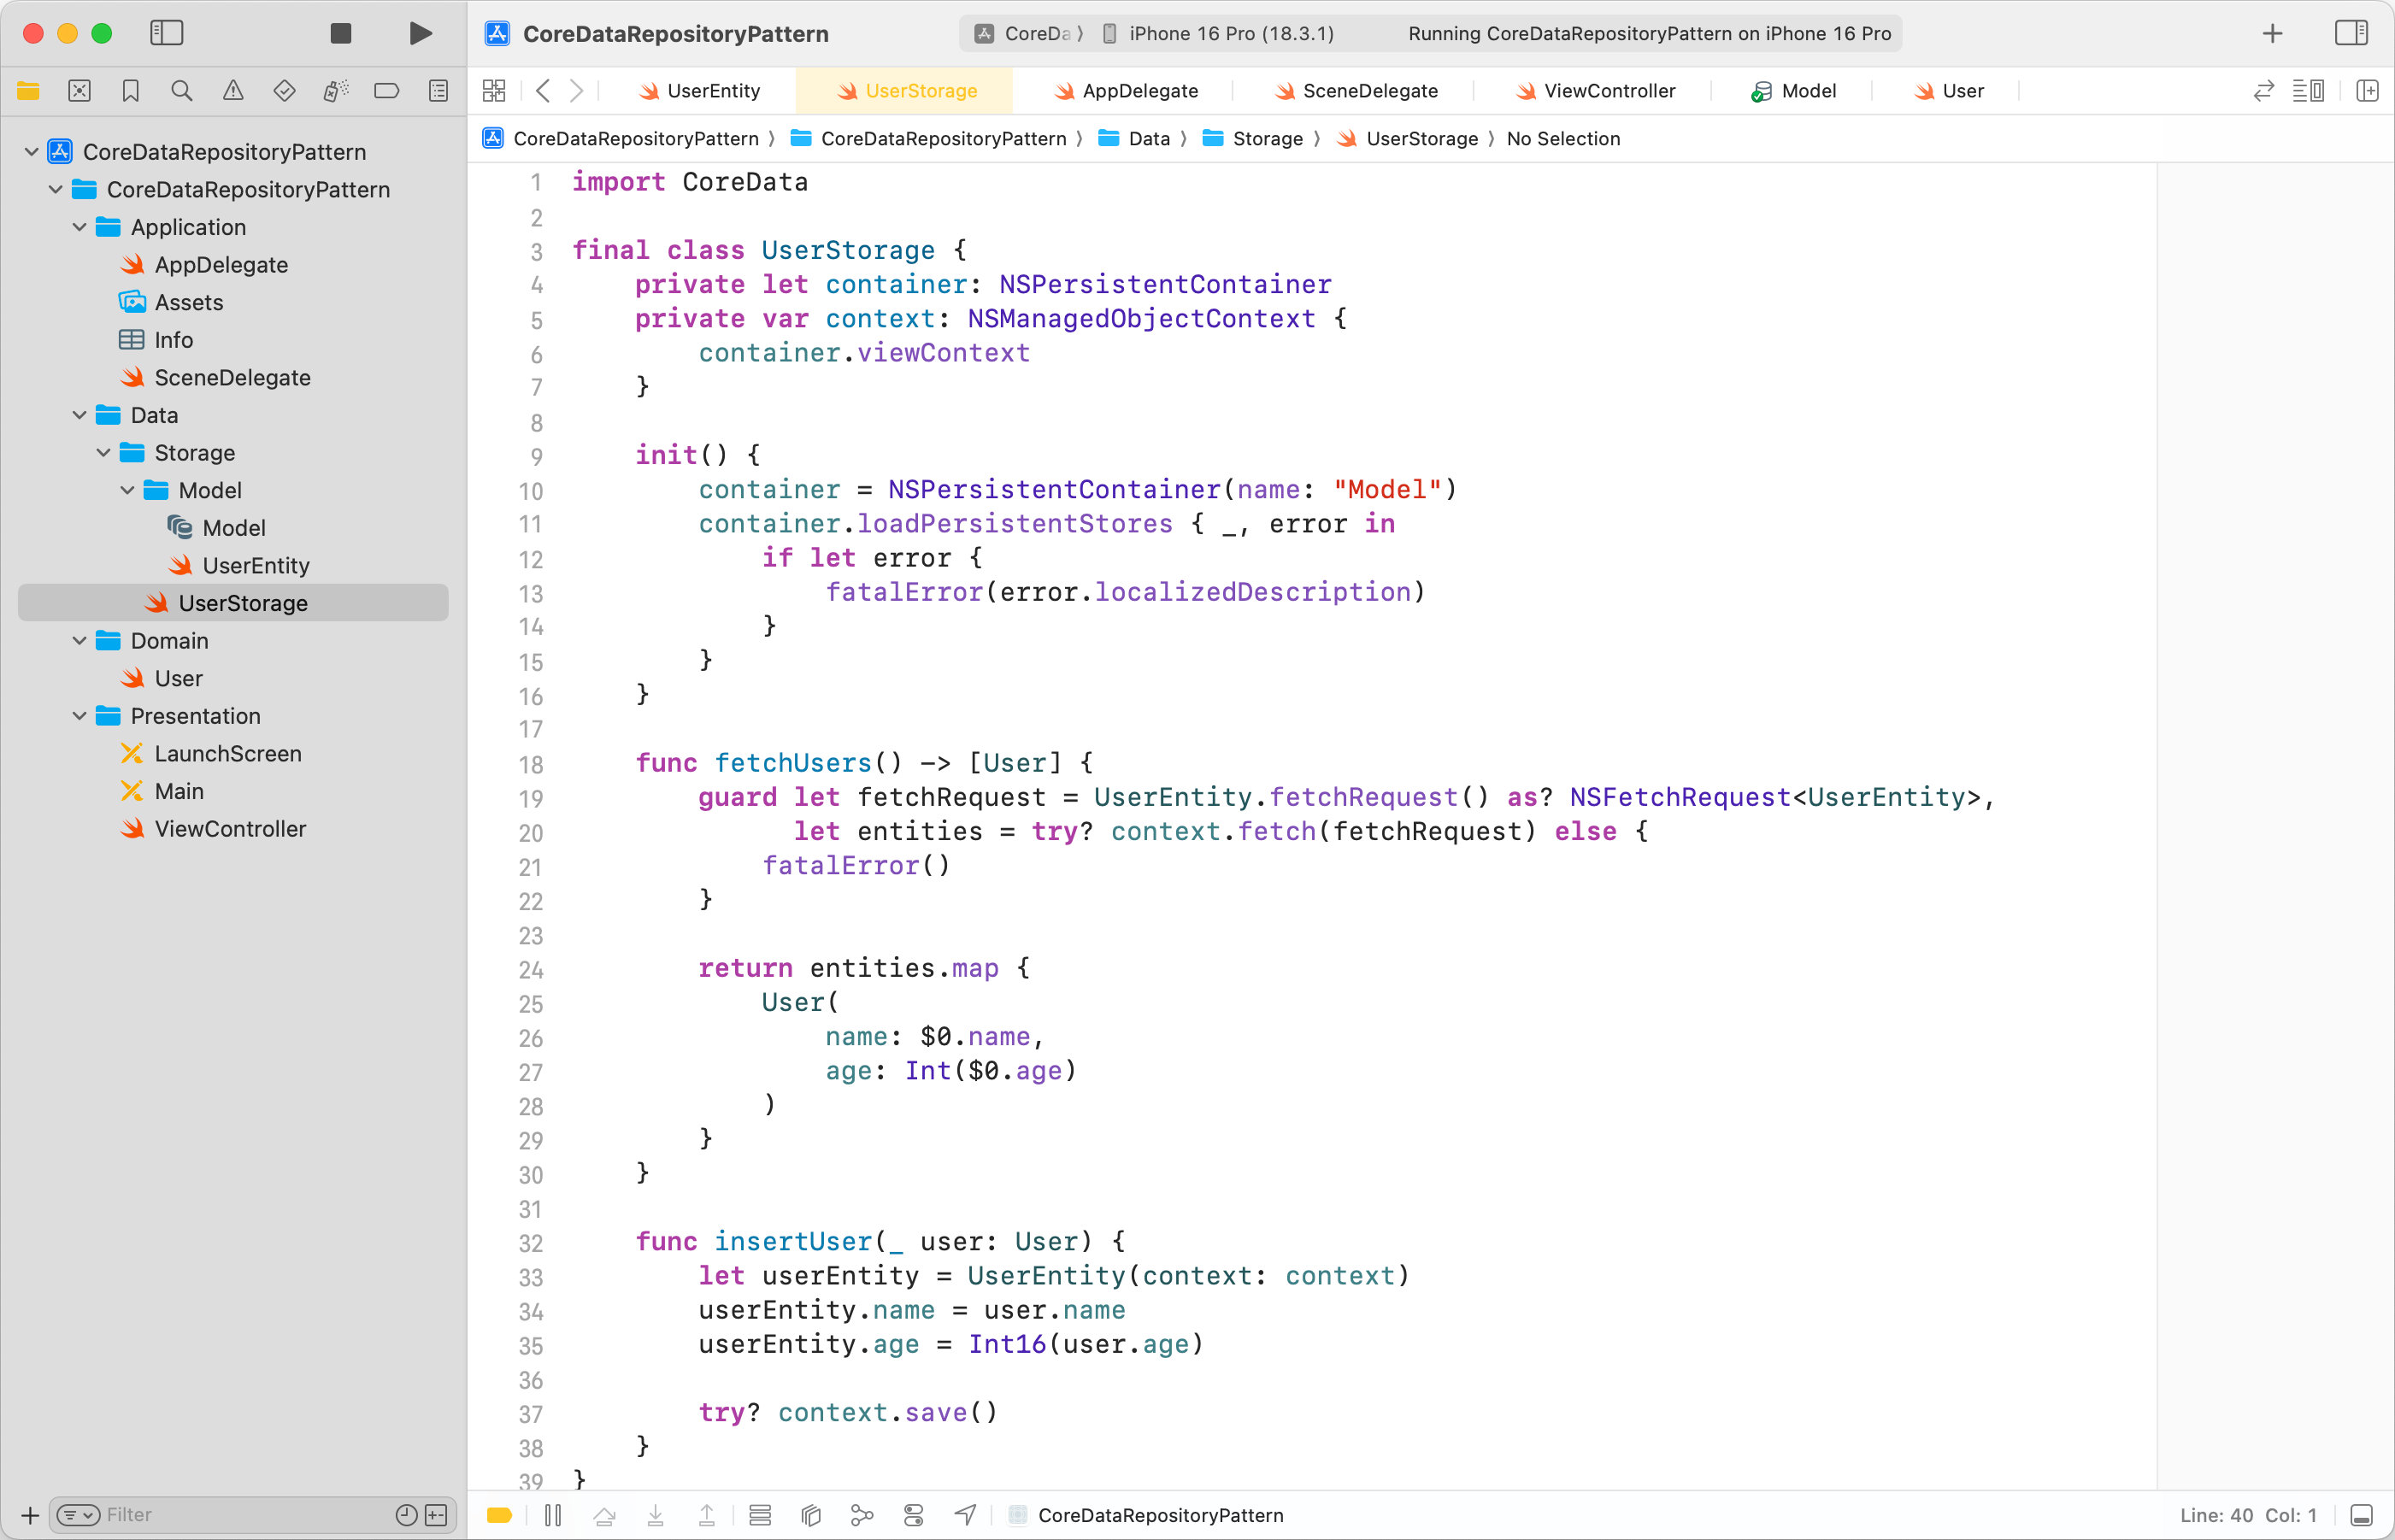 CoreDataRepositoryPattern
CoreDa
iPhone 16 Pro (18.3.1)
Running CoreDataRepositoryPattern on iPhone 16 Pro
UserEntity
UserStorage
AppDelegate
SceneDelegate
ViewController
Model
User
CoreDataRepositoryPattern
CoreDataRepositoryPattern
Data
Storage
UserStorage
No Selection
CoreDataRepositoryPattern
CoreDataRepositoryPattern
Application
AppDelegate
Assets
Info
SceneDelegate
Data
Storage
Model
Model
UserEntity
UserStorage
Domain
User
Presentation
LaunchScreen
Main
ViewController
Filter
1 import CoreData
2
3 final class UserStorage {
4     private let container: NSPersistentContainer
5     private var context: NSManagedObjectContext {
6         container.viewContext
7     }
8
9     init() {
10         container = NSPersistentContainer(name: "Model")
11         container.loadPersistentStores { _, error in
12             if let error {
13                 fatalError(error.localizedDescription)
14             }
15         }
16     }
17
18     func fetchUsers() -> [User] {
19         guard let fetchRequest = UserEntity.fetchRequest() as? NSFetchRequest<UserEntity>,
20               let entities = try? context.fetch(fetchRequest) else {
21             fatalError()
22         }
23
24         return entities.map {
25             User(
26                 name: $0.name,
27                 age: Int($0.age)
28             )
29         }
30     }
31
32     func insertUser(_ user: User) {
33         let userEntity = UserEntity(context: context)
34         userEntity.name = user.name
35         userEntity.age = Int16(user.age)
36
37         try? context.save()
38     }
39 }
CoreDataRepositoryPattern
Line: 40 Col: 1